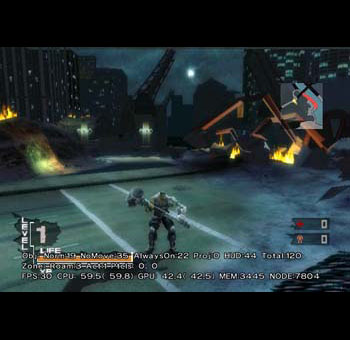 0
0
LEVEL 1
LIFE
Obj: Norm:19 NoMove:35 AlwaysOn:22 Proj:0 HUD:44 Total:120
Zone: Roam:3 Act:1 Ptcls: 0, 0
FPS:30 CPU: 59.5( 59.8) GPU: 42.4( 42.5) MEM:3445 NODE:7804